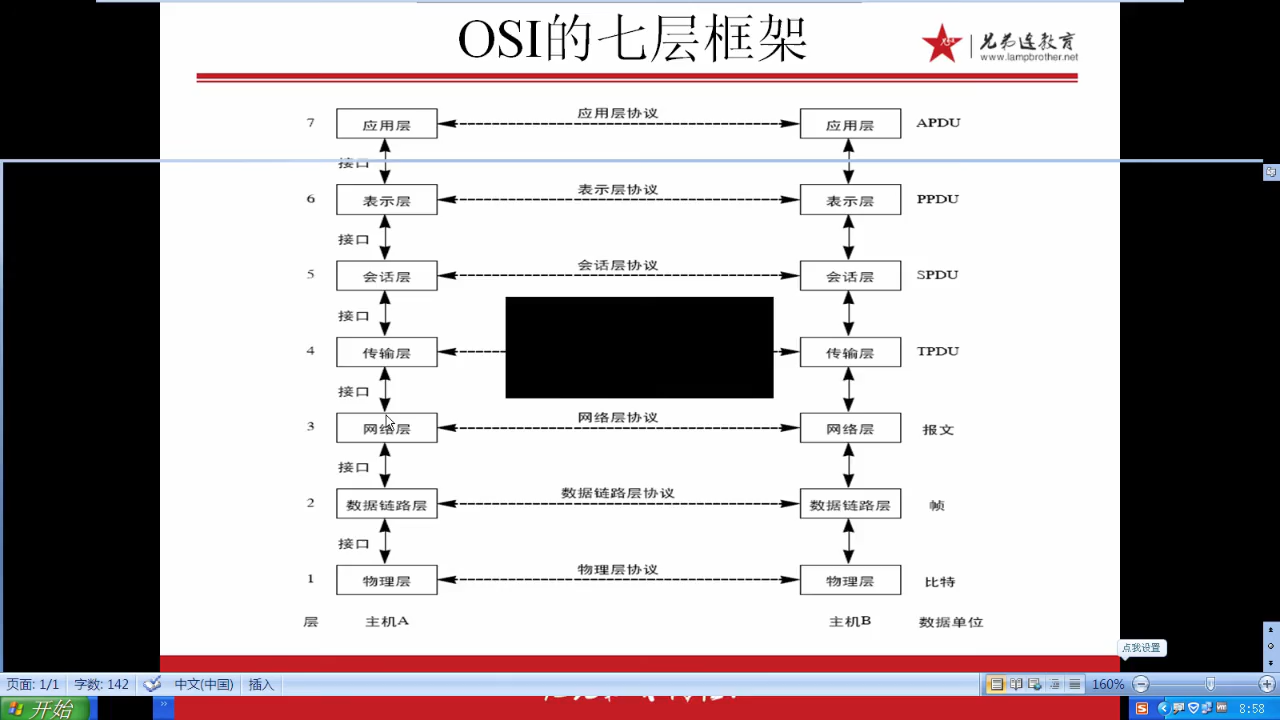 OSI的七层框架
兄弟连教育
www.lampbrother.net
7 应用层 应用层协议 应用层 APDU
接口
6 表示层 表示层协议 表示层 PPDU
接口
5 会话层 会话层协议 会话层 SPDU
接口
4 传输层 传输层 TPDU
接口
3 网络层 网络层协议 网络层 报文
接口
2 数据链路层 数据链路层协议 数据链路层 帧
接口
1 物理层 物理层协议 物理层 比特
层 主机A 主机B 数据单位
点我设置
页面: 1/1 字数: 142 中文(中国) 插入 160%
开始 8:58